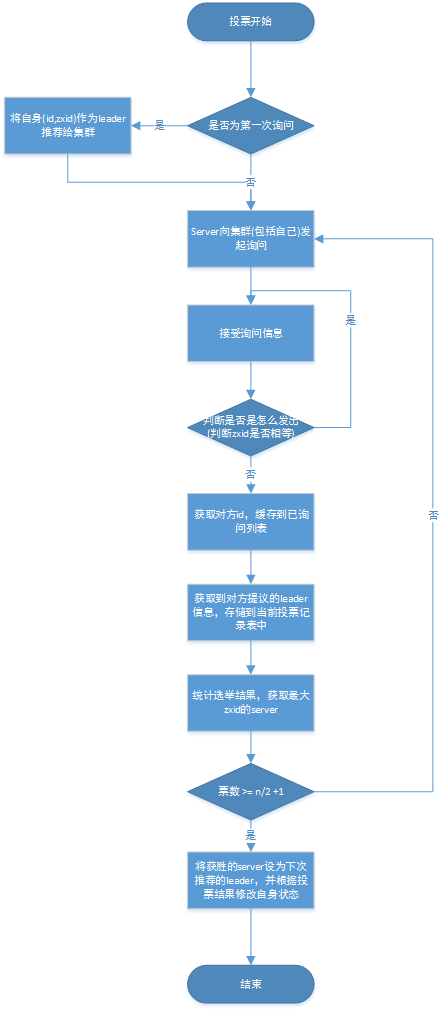 投票开始
是否为第一次询问
是
将自身(id,zxid)作为leader
推荐给集群
否
Server向集群(包括自己)发
起询问
接受询问信息
是
判断是否是怎么发出
(判断zxid是否相等)
否
获取对方id，缓存到已询
问列表
否
获取到对方提议的leader
信息，存储到当前投票记
录表中
统计选举结果，获取最大
zxid的server
票数 >= n/2 +1
是
将获胜的server设为下次
推荐的leader，并根据投
票结果修改自身状态
结束